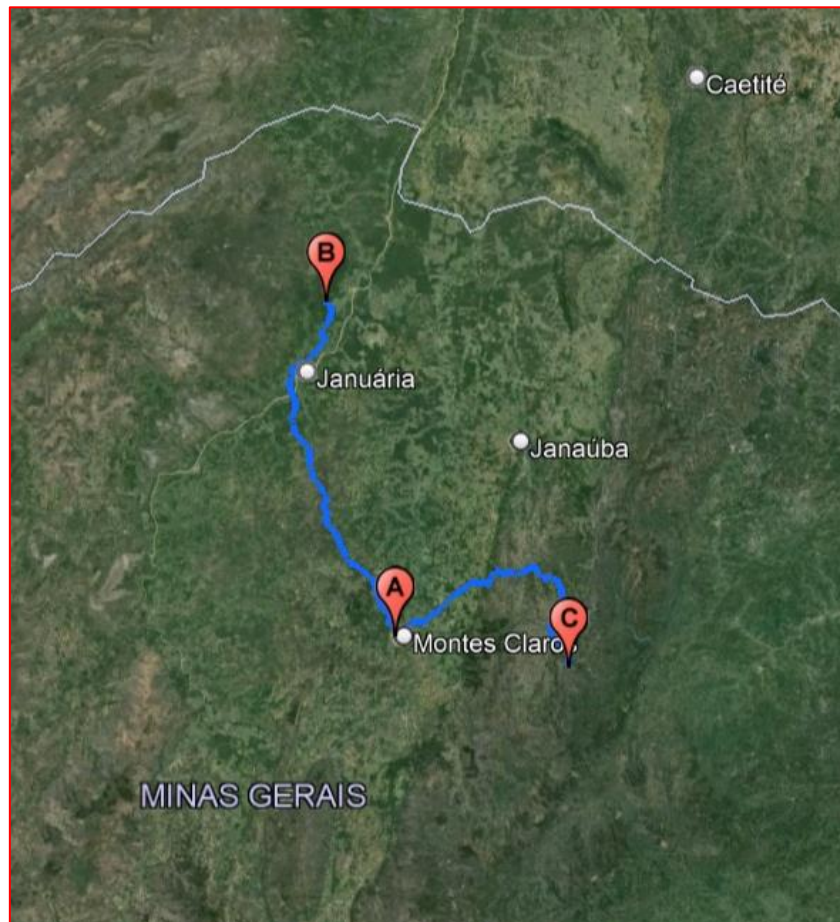 Caetité
B
Januária
Janaúba
A
C
Montes Claros
MINAS GERAIS